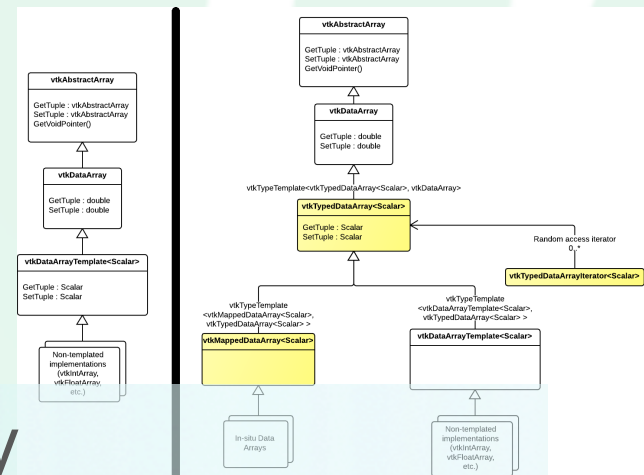 vtkAbstractArray
GetTuple : vtkAbstractArray
SetTuple : vtkAbstractArray
GetVoidPointer()
vtkDataArray
GetTuple : double
SetTuple : double
vtkDataArrayTemplate<Scalar>
GetTuple : Scalar
SetTuple : Scalar
Non-templated
implementations
(vtkIntArray,
vtkFloatArray,
etc.)
vtkAbstractArray
GetTuple : vtkAbstractArray
SetTuple : vtkAbstractArray
GetVoidPointer()
vtkDataArray
GetTuple : double
SetTuple : double
vtkTypeTemplate<vtkTypedDataArray<Scalar>, vtkDataArray>
vtkTypedDataArray<Scalar>
GetTuple : Scalar
SetTuple : Scalar
Random access iterator
0..*
vtkTypedDataArrayIterator<Scalar>
vtkTypeTemplate
<vtkMappedDataArray<Scalar>,
vtkTypedDataArray<Scalar> >
vtkMappedDataArray<Scalar>
In-situ Data
Arrays
vtkTypeTemplate
<vtkDataArrayTemplate<Scalar>,
vtkTypedDataArray<Scalar> >
vtkDataArrayTemplate<Scalar>
Non-templated
implementations
(vtkIntArray,
vtkFloatArray,
etc.)